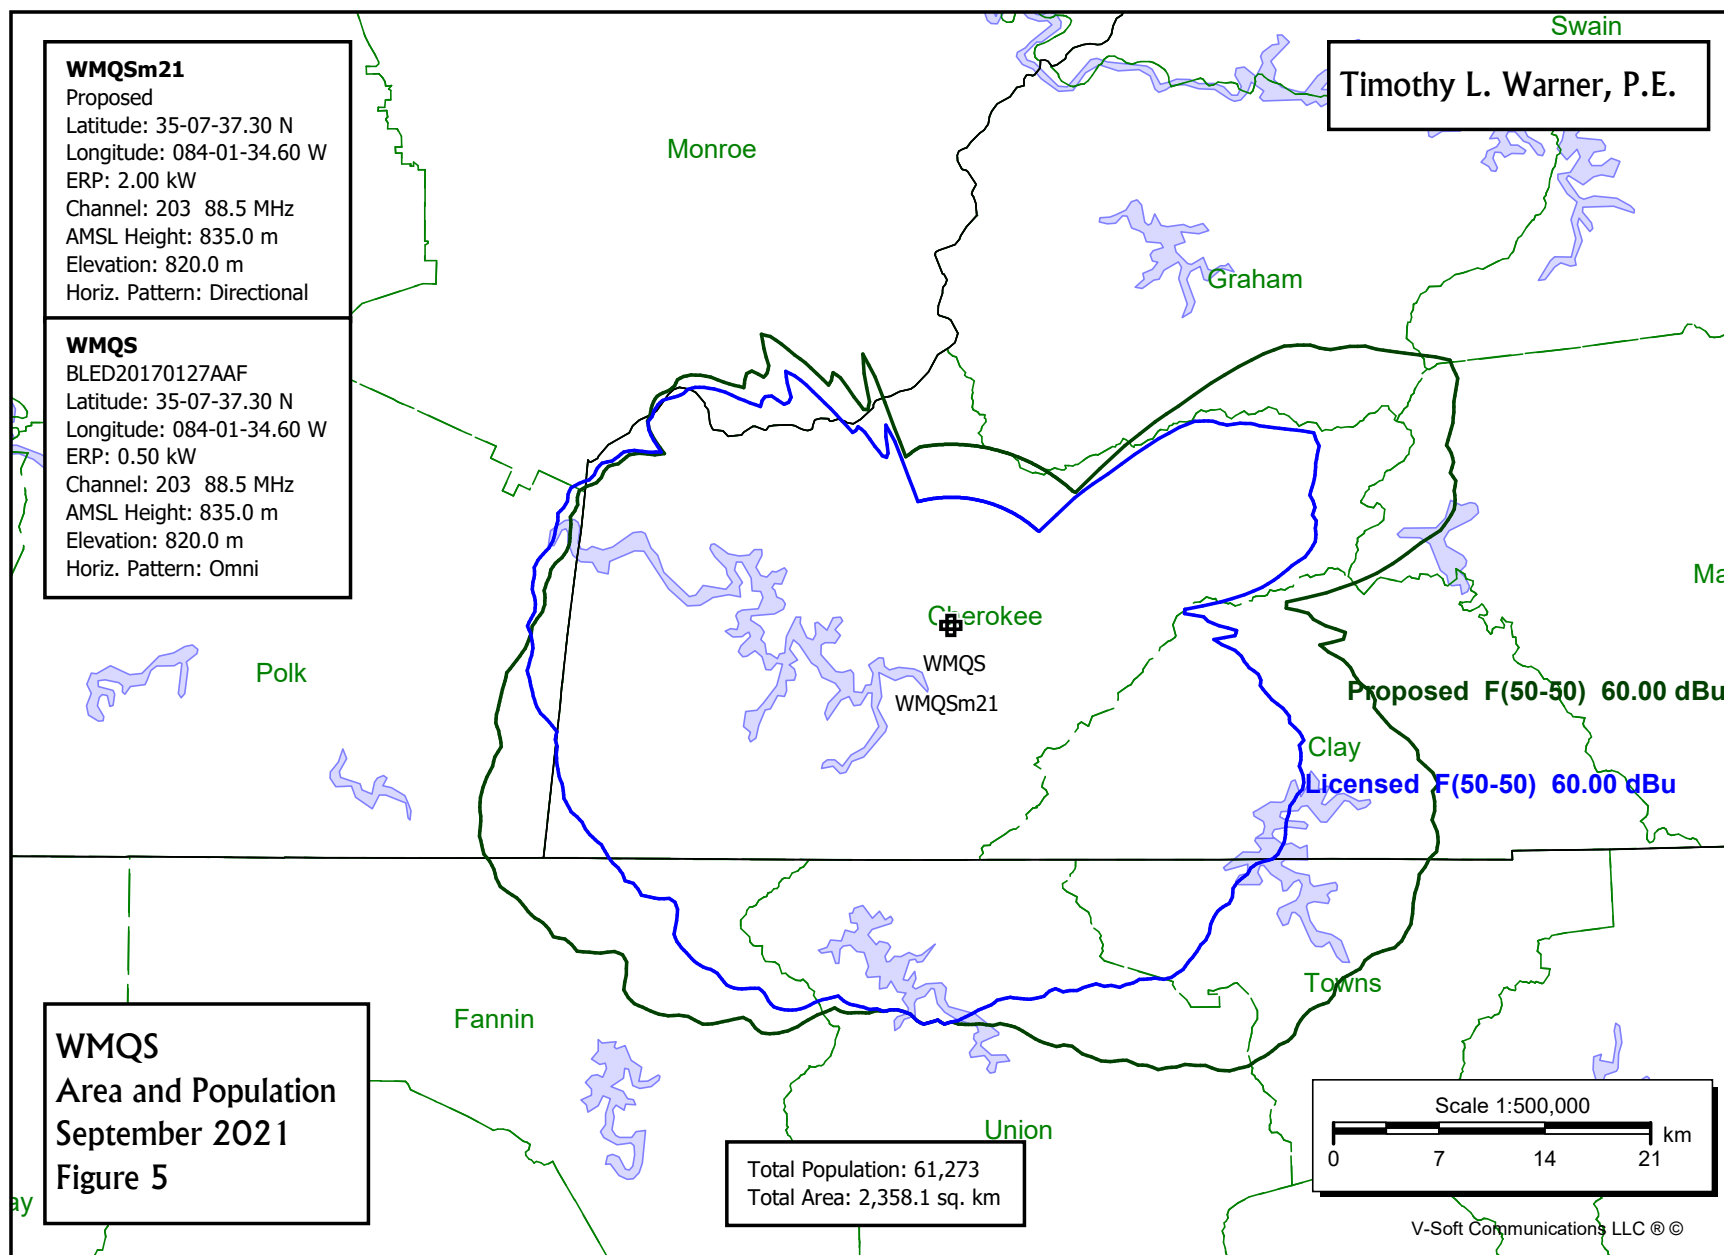 Swain
WMQSm21
Proposed
Latitude: 35-07-37.30 N
Longitude: 084-01-34.60 W
ERP: 2.00 kW
Channel: 203  88.5 MHz
AMSL Height: 835.0 m
Elevation: 820.0 m
Horiz. Pattern: Directional
Timothy L. Warner, P.E.
Monroe
Graham
WMQS
BLED20170127AAF
Latitude: 35-07-37.30 N
Longitude: 084-01-34.60 W
ERP: 0.50 kW
Channel: 203  88.5 MHz
AMSL Height: 835.0 m
Elevation: 820.0 m
Horiz. Pattern: Omni
Ma
Cherokee
WMQS
Polk
WMQSm21
Proposed  F(50-50)  60.00 dBu
Clay
Licensed  F(50-50)  60.00 dBu
Towns
Fannin
WMQS
Area and Population
September 2021
Figure 5
Union
Scale 1:500,000
km
0 7 14 21
Total Population: 61,273
Total Area: 2,358.1 sq. km
ay
V-Soft Communications LLC ® ©